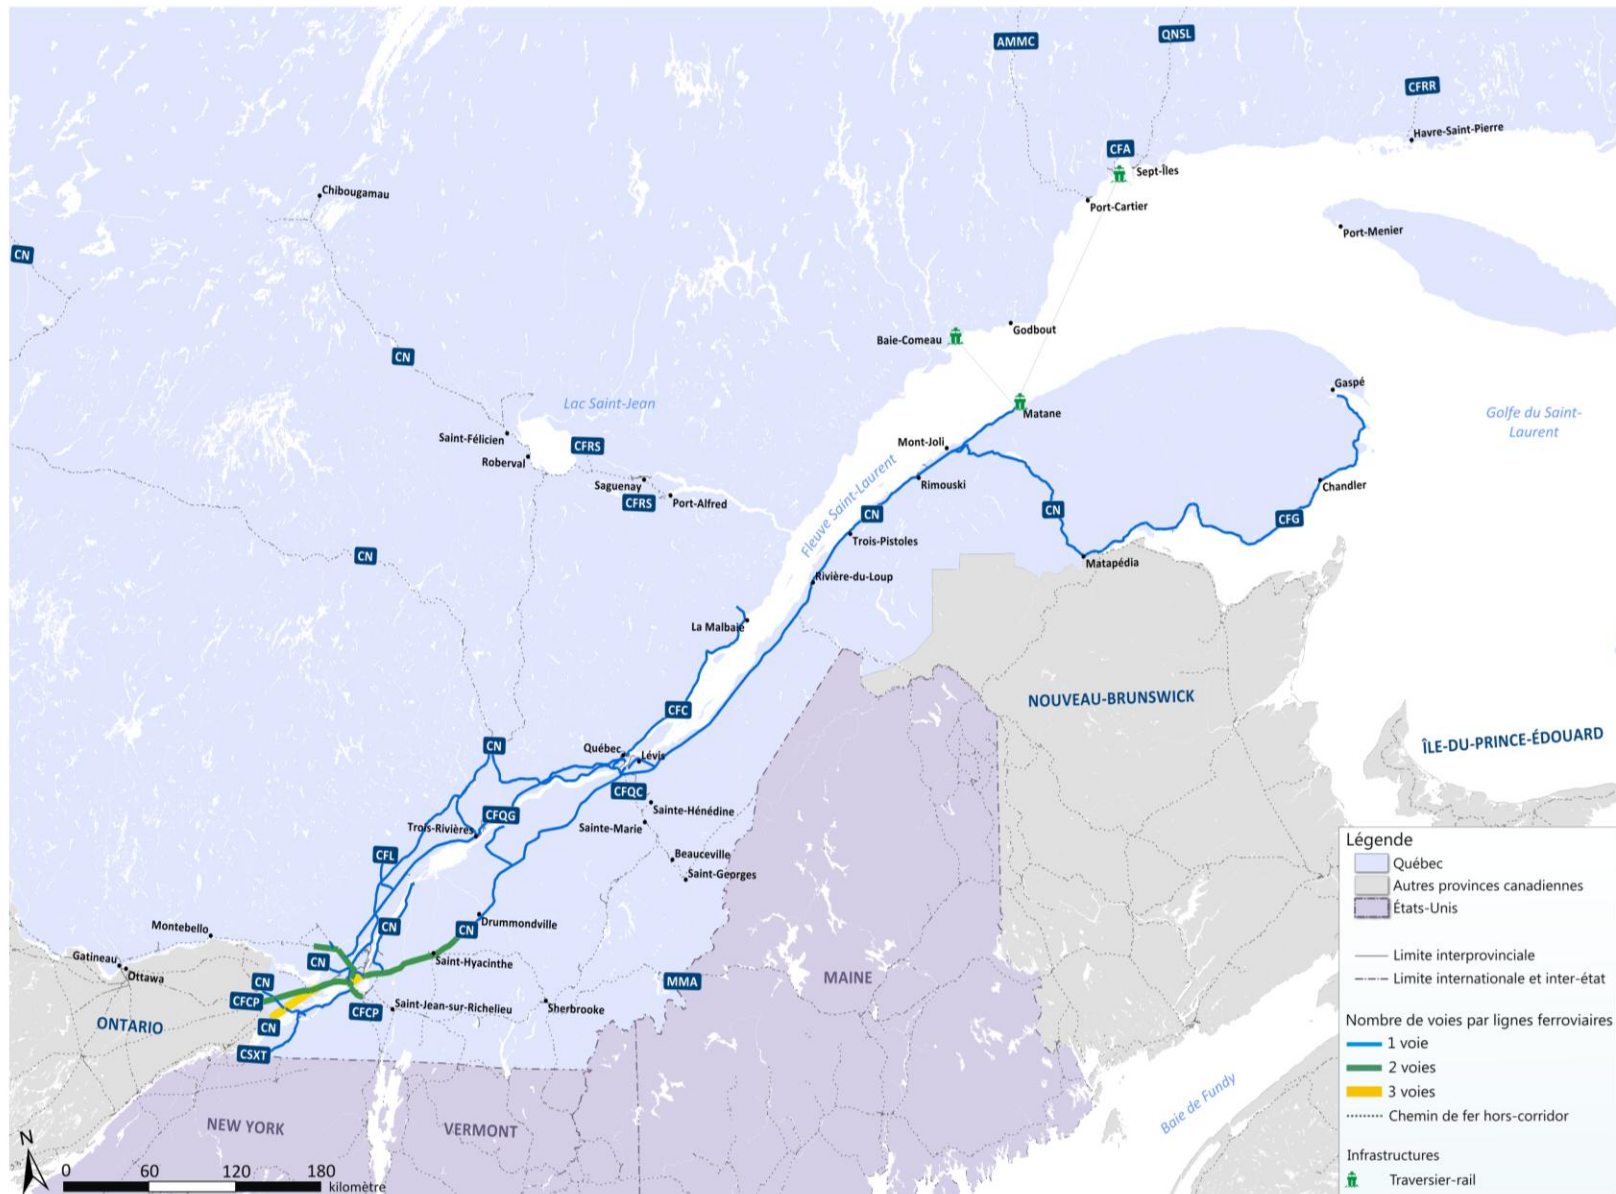 AMMC
QNSL
CFRR
Havre-Saint-Pierre
CFA
Sept-Îles
Chibougamau
Port-Cartier
Port-Menier
CN
Godbout
Baie-Comeau
CN
Gaspé
Lac Saint-Jean
Matane
Golfe du Saint-
Laurent
Saint-Félicien
Mont-Joli
CFRS
Roberval
Fleuve Saint-Laurent
Rimouski
Saguenay
Chandler
CFRS
Port-Alfred
CN
CN
CFG
Trois-Pistoles
CN
Matapédia
Rivière-du-Loup
La Malbaie
NOUVEAU-BRUNSWICK
CFC
ÎLE-DU-PRINCE-ÉDOUARD
CN
Québec
Lévis
CFQC
Sainte-Hénédine
CFQG
Trois-Rivières
Sainte-Marie
CFL
Beauceville
Saint-Georges
Drummondville
CN
CN
Montebello
Saint-Hyacinthe
Gatineau
CN
Ottawa
CN
MMA
MAINE
CFCP
CFCP
Saint-Jean-sur-Richelieu
Sherbrooke
ONTARIO
CN
CSXT
NEW YORK
VERMONT
Baie de Fundy
N
0 60 120 180
kilomètre
Légende
Québec
Autres provinces canadiennes
États-Unis
Limite interprovinciale
Limite internationale et inter-état
Nombre de voies par lignes ferroviaires
1 voie
2 voies
3 voies
Chemin de fer hors-corridor
Infrastructures
Traversier-rail